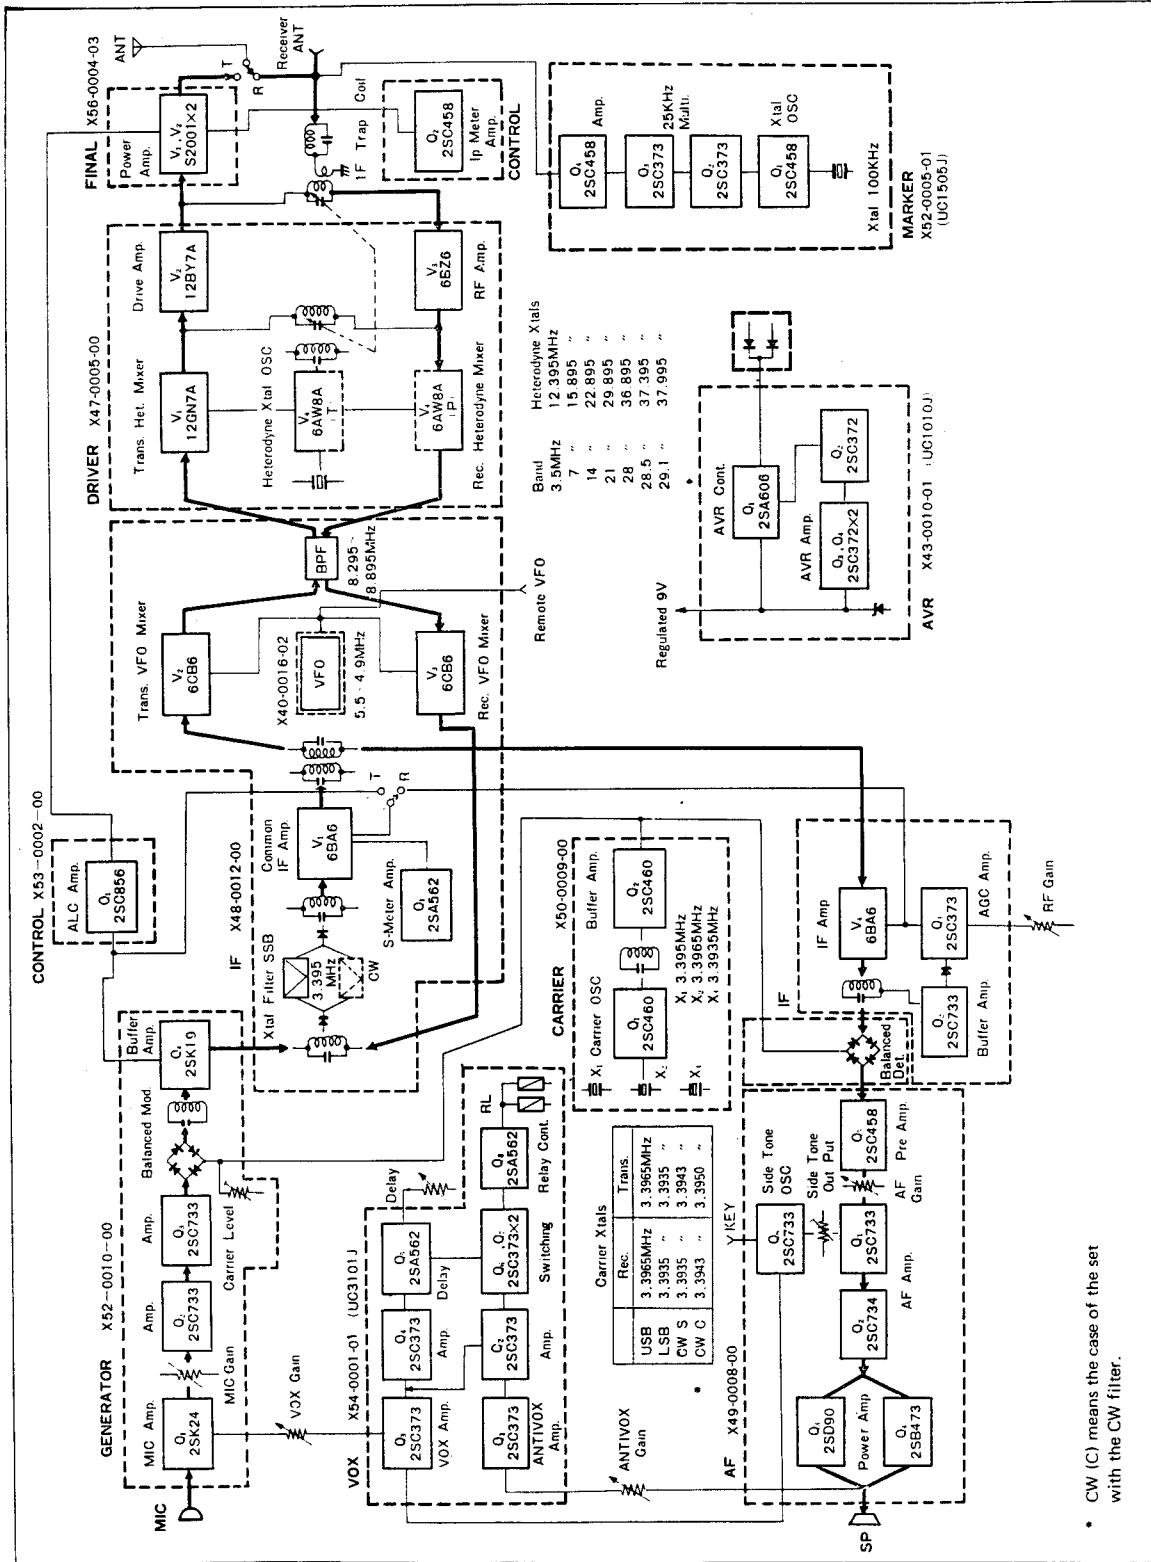 GENERATOR X52-0010-00
MIC
MIC Amp.
Q₁
2SK24
MIC Gain
Amp.
Q₂
2SC733
Amp.
Q₃
2SC733
Carrier Level
Balanced Mod.
Buffer
Amp.
Q₄
2SK19
CONTROL X53-0002-00
ALC Amp.
Q₁
2SC856
IF X48-0012-00
Xtal Filter SSB
3.395
MHz
CW
Common
IF Amp.
V₁
6BA6
S-Meter Amp.
Q₁
2SA562
T
R
Trans. VFO Mixer
V₂
6CB6
X40-0016-02
VFO
5.5 - 4.9MHz
V₃
6CB6
Rec. VFO Mixer
BPF
8.295 -
8.895MHz
Remote VFO
DRIVER X47-0005-00
Trans. Het. Mixer
V₁
12GN7A
Drive Amp.
V₂
12BY7A
Heterodyne Xtal OSC
V₄
6AW8A
(T)
V₄
6AW8A
(P)
Rec. Heterodyne Mixer
V₃
6BZ6
RF Amp.
FINAL X56-0004-03
Power
Amp.
V₁, V₂
S2001×2
ANT
T
R
Receiver
ANT
1F Trap Coil
Q₂
2SC458
Ip Meter
Amp.
CONTROL
Q₄
2SC458
Amp.
Q₃
2SC373
25KHz
Multi.
Q₂
2SC373
Q₁
2SC458
Xtal
OSC
Xtal 100KHz
MARKER
X52-0005-01
(UC1505J)
Band Heterodyne Xtals
3.5MHz 12.395MHz
7 " 15.895 "
14 " 22.895 "
21 " 29.895 "
28 " 36.895 "
28.5 " 37.395 "
29.1 " 37.995 "
*
Regulated 9V
AVR Cont.
Q₁
2SA606
AVR Amp.
Q₃, Q₄
2SC372×2
Q₂
2SC372
AVR X43-0010-01 (UC1010J)
VOX Gain
VOX X54-0001-01 (UC3101J)
Q₃
2SC373
VOX Amp.
Q₄
2SC373
Amp.
Q₅
2SA562
Delay
Delay
2SC373
ANTIVOX
Amp.
Q₂
2SC373
Amp.
2SC373×2
Switching
Q₈
2SA562
Relay Cont.
RL
ANTIVOX
Gain
CARRIER X50-0009-00
X₁ Carrier OSC
X₂
Q₁
2SC460
Buffer Amp.
Q₂
2SC460
X₁ 3.395MHz
X₂ 3.3965MHz
3.3935MHz
Carrier Xtals
Rec. Trans.
USB 3.3965MHz 3.3965MHz
LSB 3.3935 " 3.3935 "
CW S 3.3935 " 3.3943 "
CW C 3.3943 " 3.3950 "
*
AF X49-0008-00
SP
2SD90
Power Amp
2SB473
Q₂
2SC734
AF Amp.
2SC733
AF
Gain
2SC458
Pre Amp.
KEY
2SC733
Side Tone
OSC
Side Tone
Out Put
Balanced
Det.
IF
IF Amp
V₄
6BA6
2SC733
Buffer Amp.
Q₁
2SC373
AGC Amp.
RF Gain
* CW (C) means the case of the set
with the CW filter.